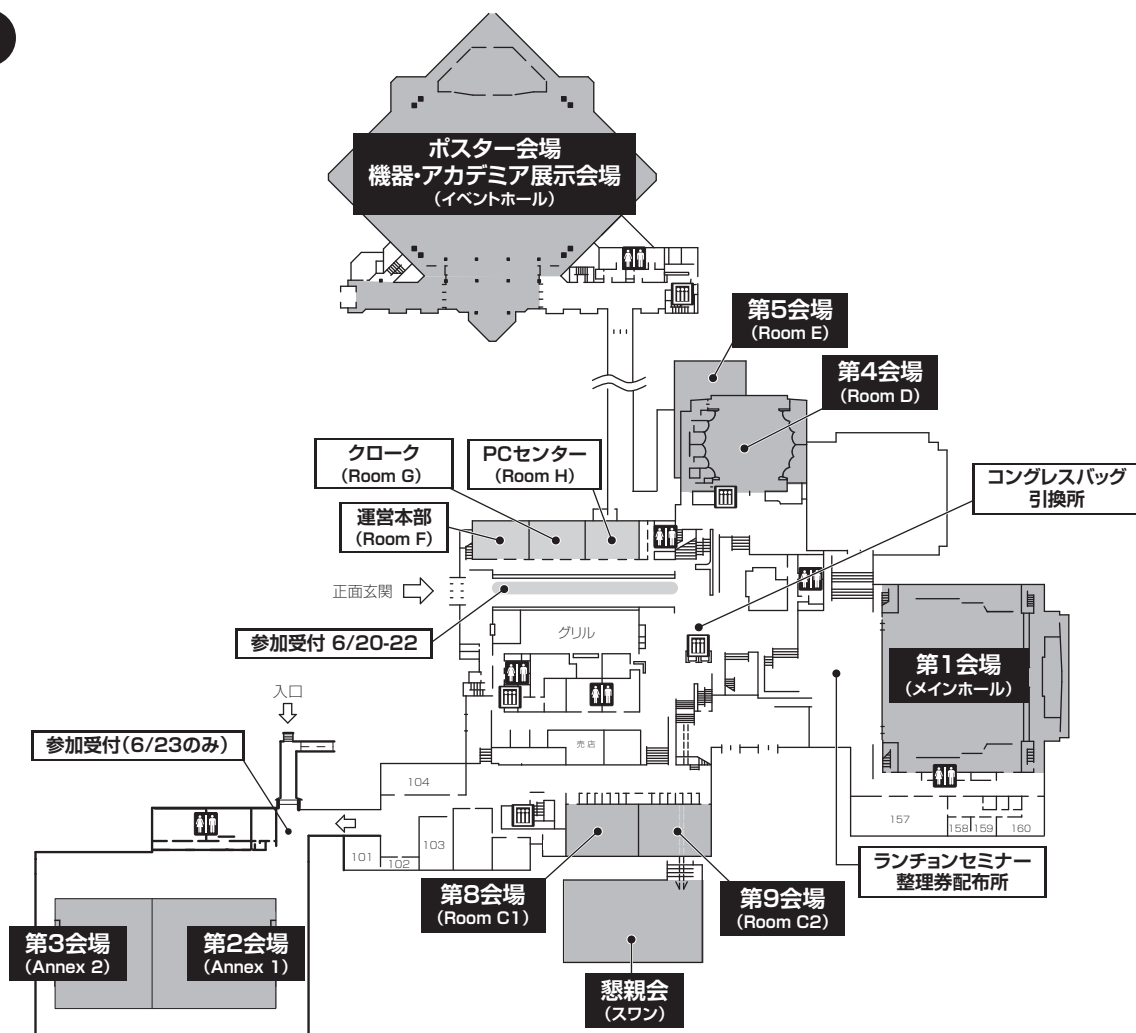 ポスター会場
機器・アカデミア展示会場
(イベントホール)
第5会場
(Room E)
第4会場
(Room D)
クローク
(Room G)
PCセンター
(Room H)
コングレスバッグ
引換所
運営本部
(Room F)
正面玄関
参加受付 6/20-22
グリル
第1会場
(メインホール)
入口
参加受付(6/23のみ)
売店
104
103
101
102
157
158
159
160
ランチョンセミナー
整理券配布所
第8会場
(Room C1)
第9会場
(Room C2)
第3会場
(Annex 2)
第2会場
(Annex 1)
懇親会
(スワン)